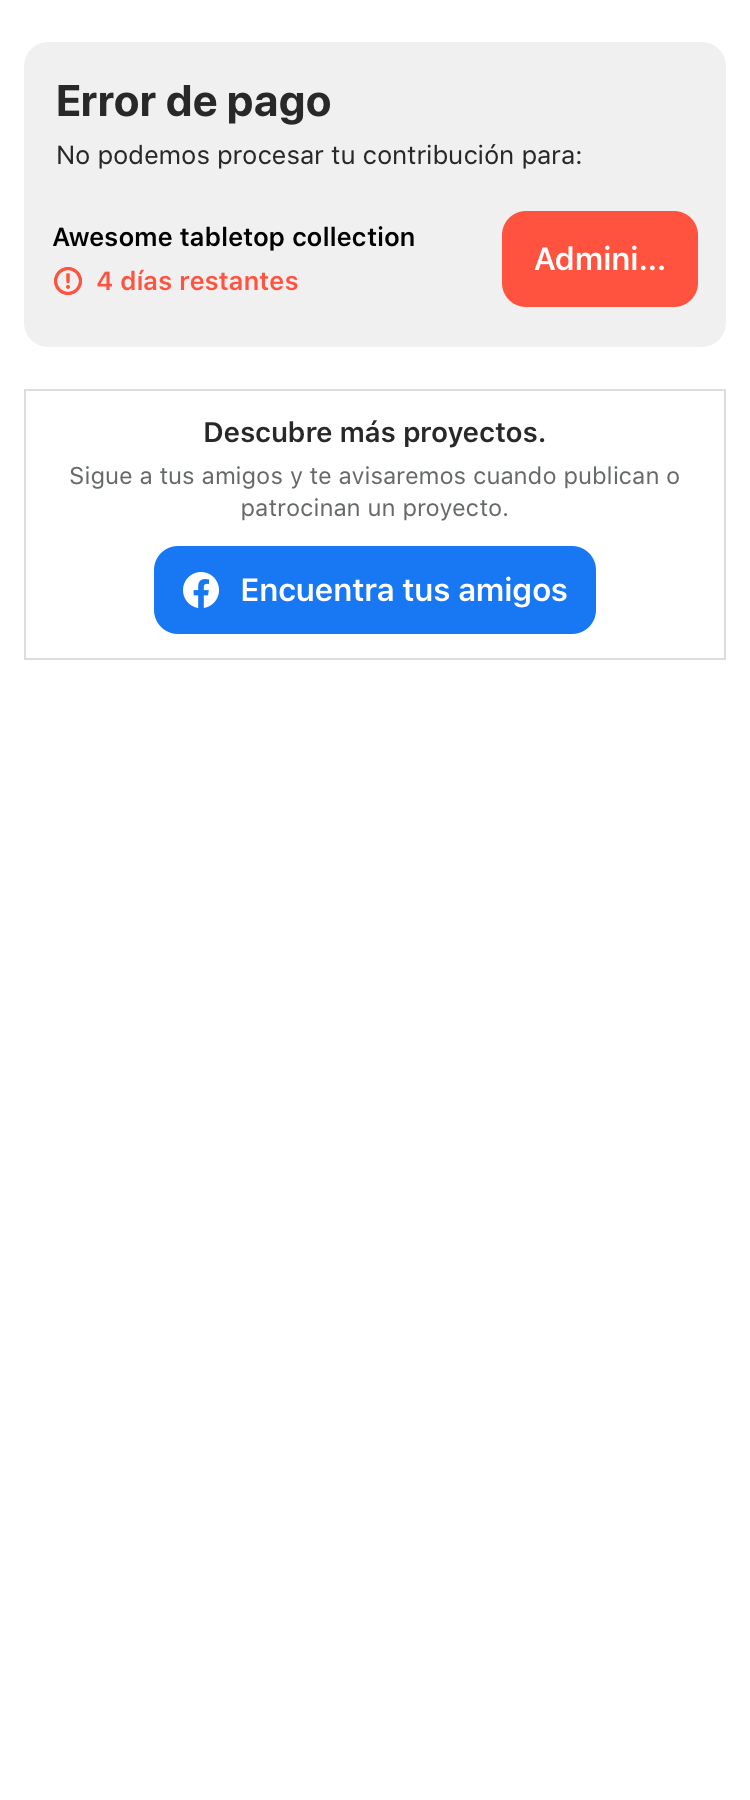 Error de pago
No podemos procesar tu contribución para:
Awesome tabletop collection
4 días restantes
Admini...
Descubre más proyectos.
Sigue a tus amigos y te avisaremos cuando publican o
patrocinan un proyecto.
Encuentra tus amigos